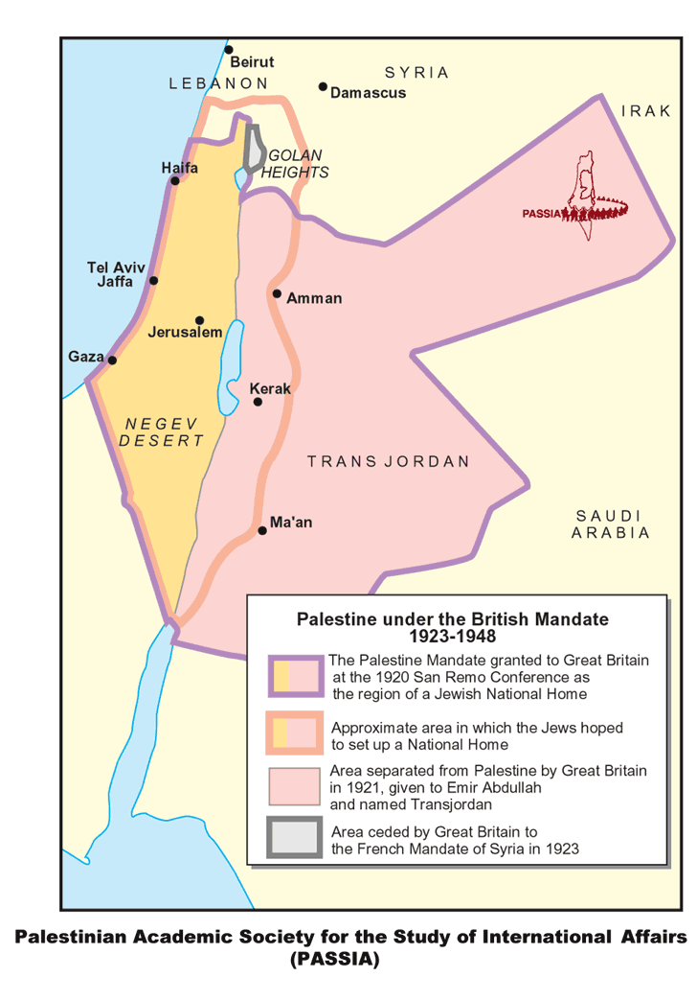 Beirut
LEBANON
SYRIA
Damascus
IRAK
GOLAN
HEIGHTS
Haifa
PASSIA
Tel Aviv
Jaffa
Amman
Jerusalem
Gaza
Kerak
NEGEV
DESERT
TRANS JORDAN
SAUDI
ARABIA
Ma'an
Palestine under the British Mandate
1923-1948
The Palestine Mandate granted to Great Britain
at the 1920 San Remo Conference as
the region of a Jewish National Home
Approximate area in which the Jews hoped
to set up a National Home
Area separated from Palestine by Great Britain
in 1921, given to Emir Abdullah
and named Transjordan
Area ceded by Great Britain to
the French Mandate of Syria in 1923
Palestinian Academic Society for the Study of International Affairs
(PASSIA)